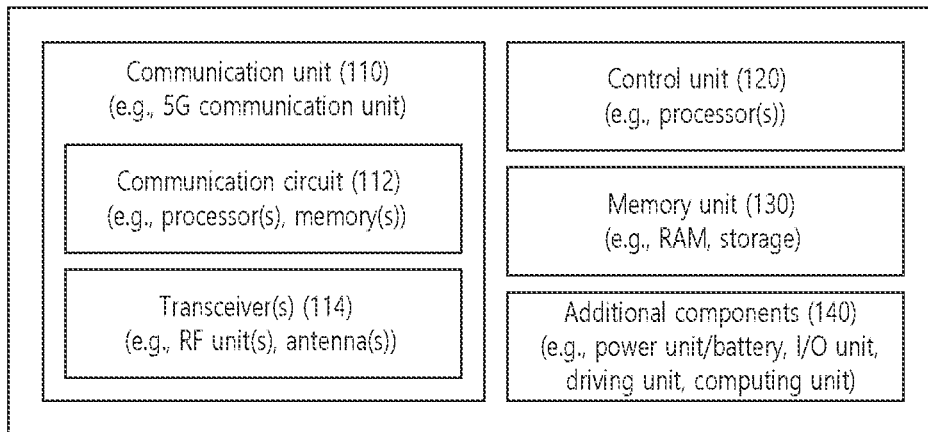 Communication unit (110)
(e.g., 5G communication unit)
Communication circuit (112)
(e.g., processor(s), memory(s))
Transceiver(s) (114)
(e.g., RF unit(s), antenna(s))
Control unit (120)
(e.g., processor(s))
Memory unit (130)
(e.g., RAM, storage)
Additional components (140)
(e.g., power unit/battery, I/O unit,
driving unit, computing unit)